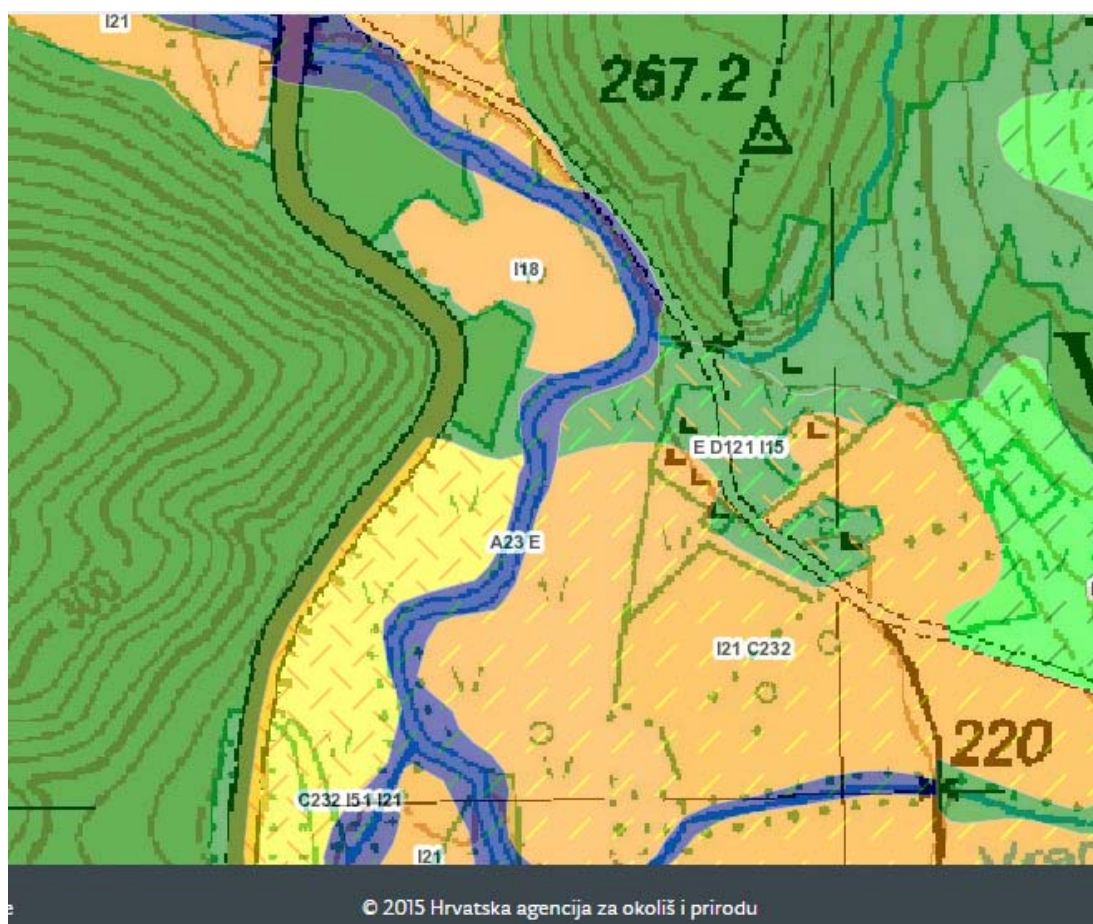 I21
267.2
I18
E D121 I15
A23 E
I21 C232
220
C232 I51 I21
I21
© 2015 Hrvatska agencija za okoliš i prirodu